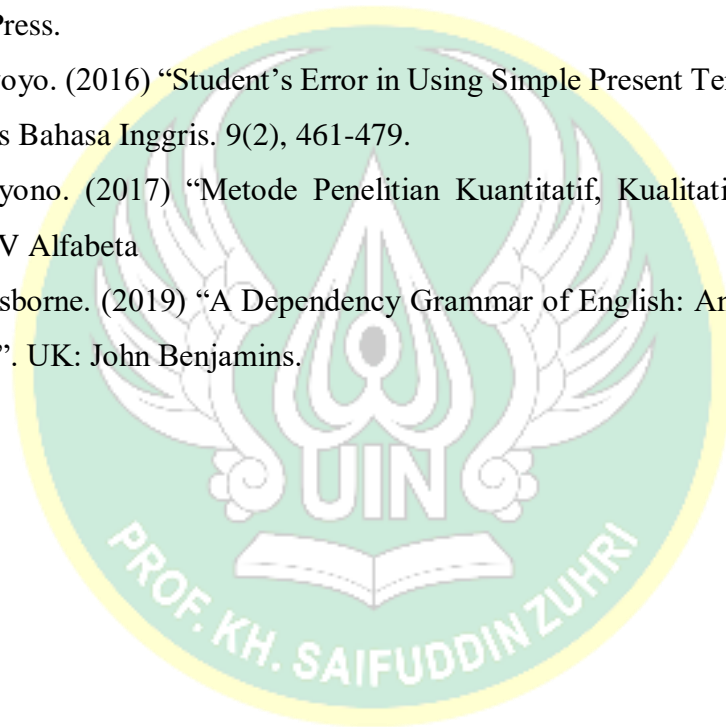 Press.
oyo. (2016) “Student’s Error in Using Simple Present Te
s Bahasa Inggris. 9(2), 461-479.
yono. (2017) “Metode Penelitian Kuantitatif, Kualitati
V Alfabeta
sborne. (2019) “A Dependency Grammar of English: An
”. UK: John Benjamins.
UIN
PROF. KH. SAIFUDDIN ZUHRI